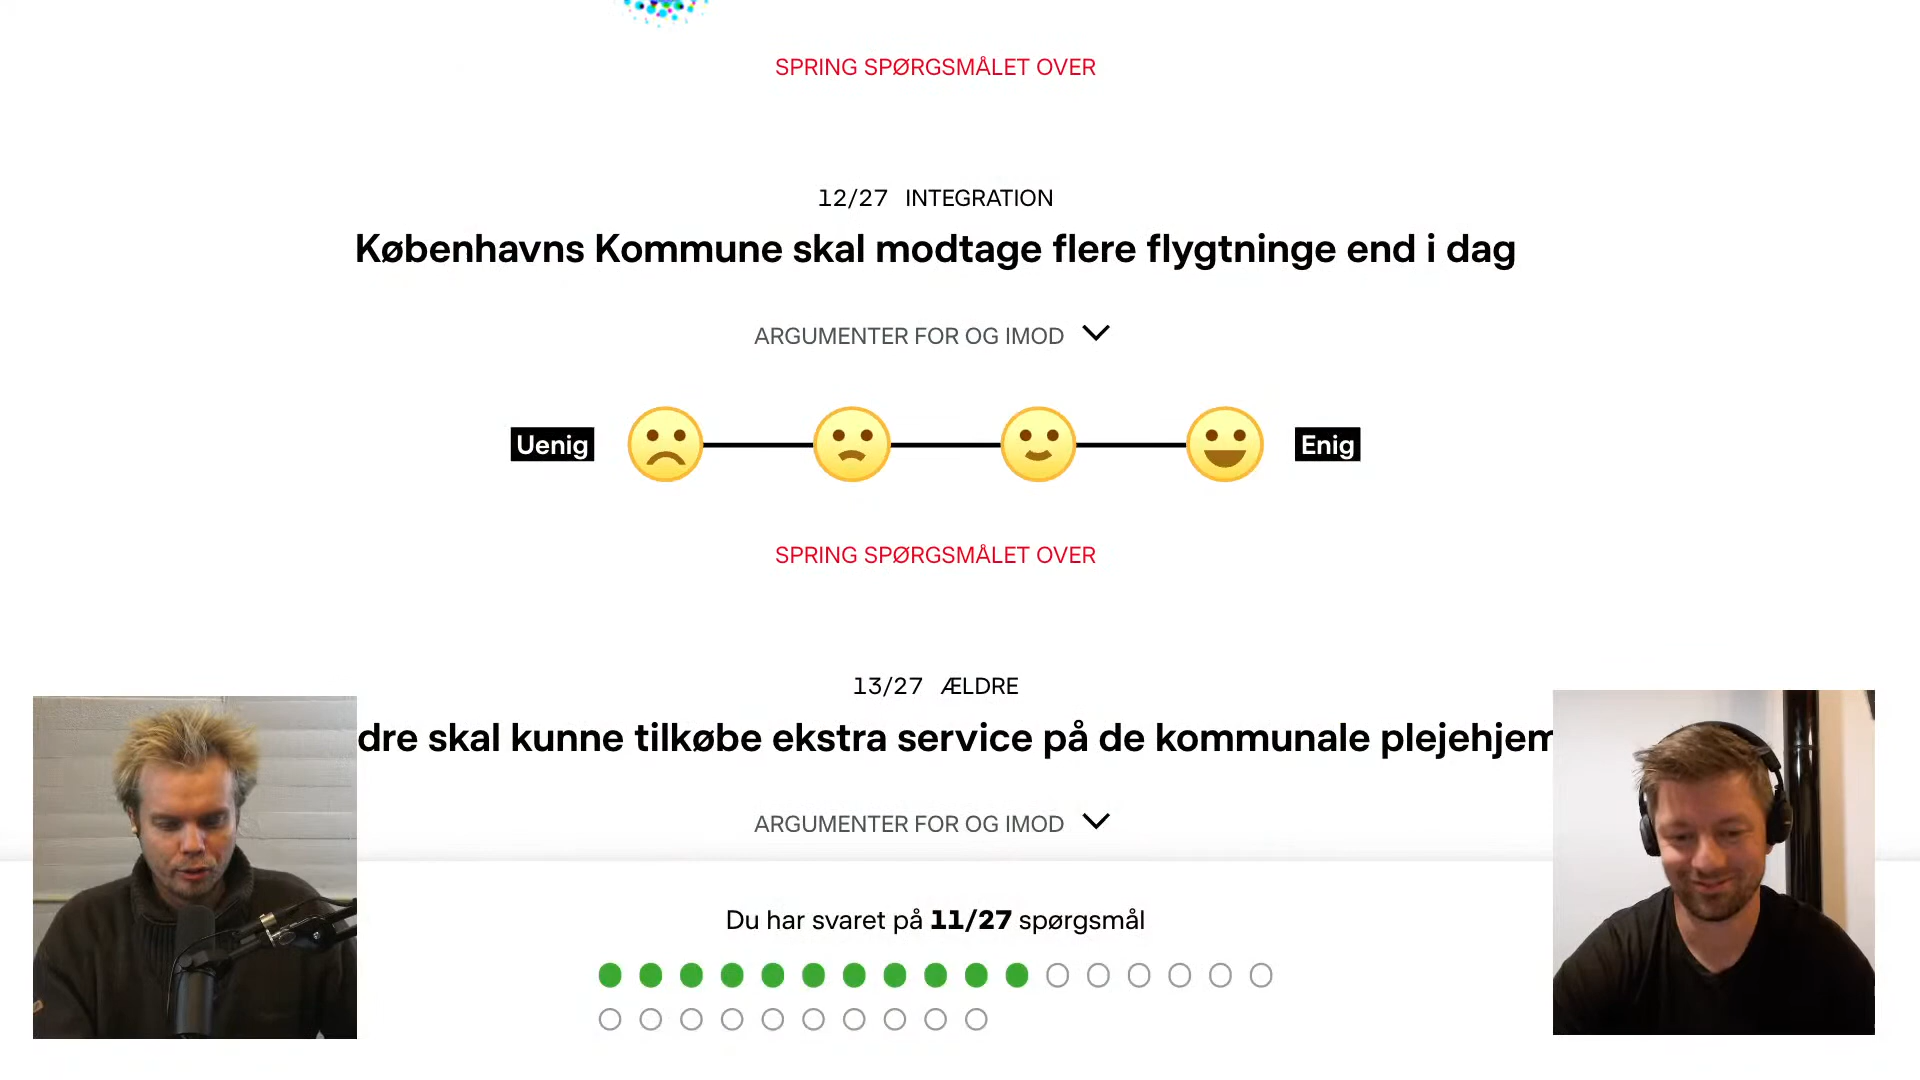 SPRING SPØRGSMÅLET OVER
12/27 INTEGRATION
Københavns Kommune skal modtage flere flygtninge end i dag
ARGUMENTER FOR OG IMOD
Uenig
Enig
SPRING SPØRGSMÅLET OVER
13/27 ÆLDRE
dre skal kunne tilkøbe ekstra service på de kommunale plejehjem
ARGUMENTER FOR OG IMOD
Du har svaret på 11/27 spørgsmål